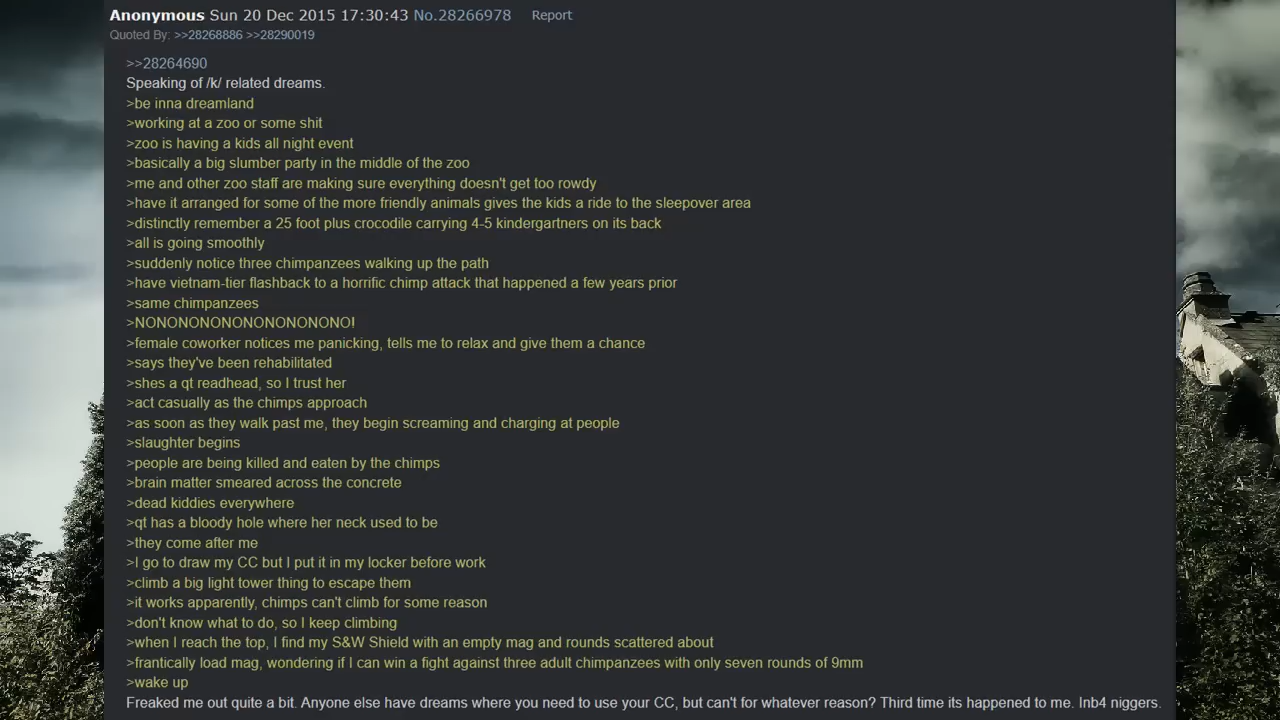 Anonymous Sun 20 Dec 2015 17:30:43 No.28266978 Report
Quoted By: >>28268886 >>28290019
>>28264690
Speaking of /k/ related dreams.
>be inna dreamland
>working at a zoo or some shit
>zoo is having a kids all night event
>basically a big slumber party in the middle of the zoo
>me and other zoo staff are making sure everything doesn't get too rowdy
>have it arranged for some of the more friendly animals gives the kids a ride to the sleepover area
>distinctly remember a 25 foot plus crocodile carrying 4-5 kindergartners on its back
>all is going smoothly
>suddenly notice three chimpanzees walking up the path
>have vietnam-tier flashback to a horrific chimp attack that happened a few years prior
>same chimpanzees
>NONONONONONONONONONO!
>female coworker notices me panicking, tells me to relax and give them a chance
>says they've been rehabilitated
>shes a qt readhead, so I trust her
>act casually as the chimps approach
>as soon as they walk past me, they begin screaming and charging at people
>slaughter begins
>people are being killed and eaten by the chimps
>brain matter smeared across the concrete
>dead kiddies everywhere
>qt has a bloody hole where her neck used to be
>they come after me
>I go to draw my CC but I put it in my locker before work
>climb a big light tower thing to escape them
>it works apparently, chimps can't climb for some reason
>don't know what to do, so I keep climbing
>when I reach the top, I find my S&W Shield with an empty mag and rounds scattered about
>frantically load mag, wondering if I can win a fight against three adult chimpanzees with only seven rounds of 9mm
>wake up
Freaked me out quite a bit. Anyone else have dreams where you need to use your CC, but can't for whatever reason? Third time its happened to me. Inb4 niggers.